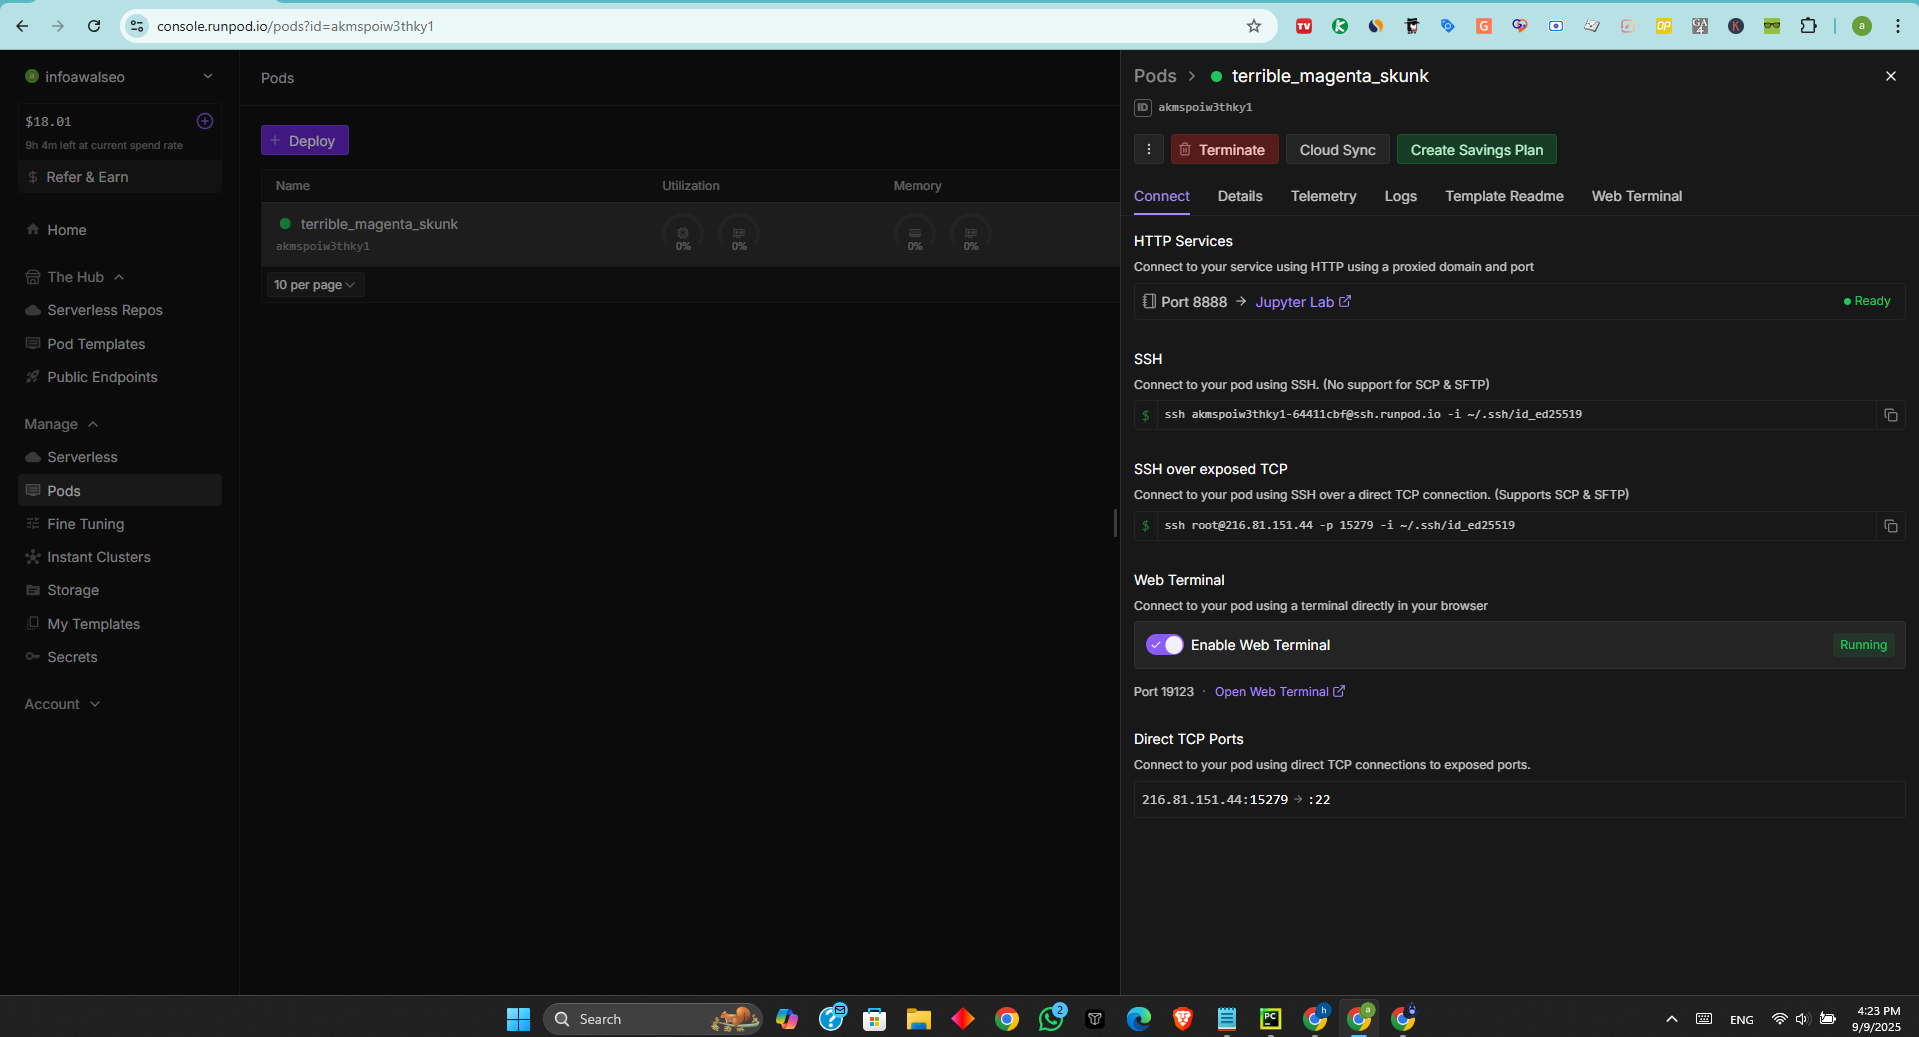 console.runpod.io/pods?id=akmspoiw3thky1
infoawalseo
$18.01
9h 4m left at current spend rate
$ Refer & Earn
Home
The Hub
Serverless Repos
Pod Templates
Public Endpoints
Manage
Serverless
Pods
Fine Tuning
Instant Clusters
Storage
My Templates
Secrets
Account
Pods
+ Deploy
Name Utilization Memory
terrible_magenta_skunk
akmspoiw3thky1
0% 0% 0% 0%
10 per page
Pods > terrible_magenta_skunk
ID akmspoiw3thky1
Terminate Cloud Sync Create Savings Plan
Connect Details Telemetry Logs Template Readme Web Terminal
HTTP Services
Connect to your service using HTTP using a proxied domain and port
Port 8888 → Jupyter Lab
Ready
SSH
Connect to your pod using SSH. (No support for SCP & SFTP)
$ ssh akmspoiw3thky1-64411cbf@ssh.runpod.io -i ~/.ssh/id_ed25519
SSH over exposed TCP
Connect to your pod using SSH over a direct TCP connection. (Supports SCP & SFTP)
$ ssh root@216.81.151.44 -p 15279 -i ~/.ssh/id_ed25519
Web Terminal
Connect to your pod using a terminal directly in your browser
Enable Web Terminal
Running
Port 19123 · Open Web Terminal
Direct TCP Ports
Connect to your pod using direct TCP connections to exposed ports.
216.81.151.44:15279 → :22
Search
2
ENG
4:23 PM
9/9/2025